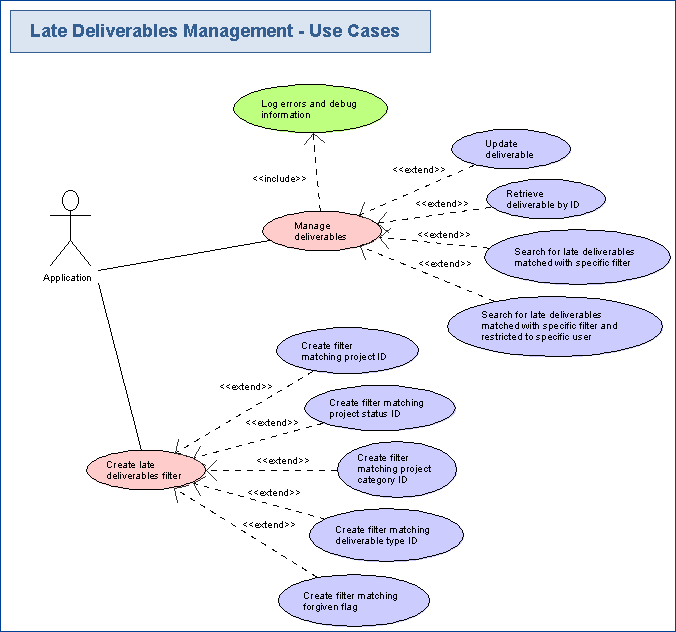 Late Deliverables Management - Use Cases
Log errors and debug
information
Update
deliverable
<<extend>>
<<include>>
Retrieve
deliverable by ID
<<extend>>
Manage
deliverables
<<extend>>
Search for late deliverables
matched with specific filter
<<extend>>
Application
Search for late deliverables
matched with specific filter and
restricted to specific user
Create filter
matching project ID
<<extend>>
Create filter matching
project status ID
<<extend>>
Create late
deliverables filter
<<extend>>
Create filter
matching project
category ID
<<extend>>
Create filter matching
deliverable type ID
<<extend>>
Create filter matching
forgiven flag